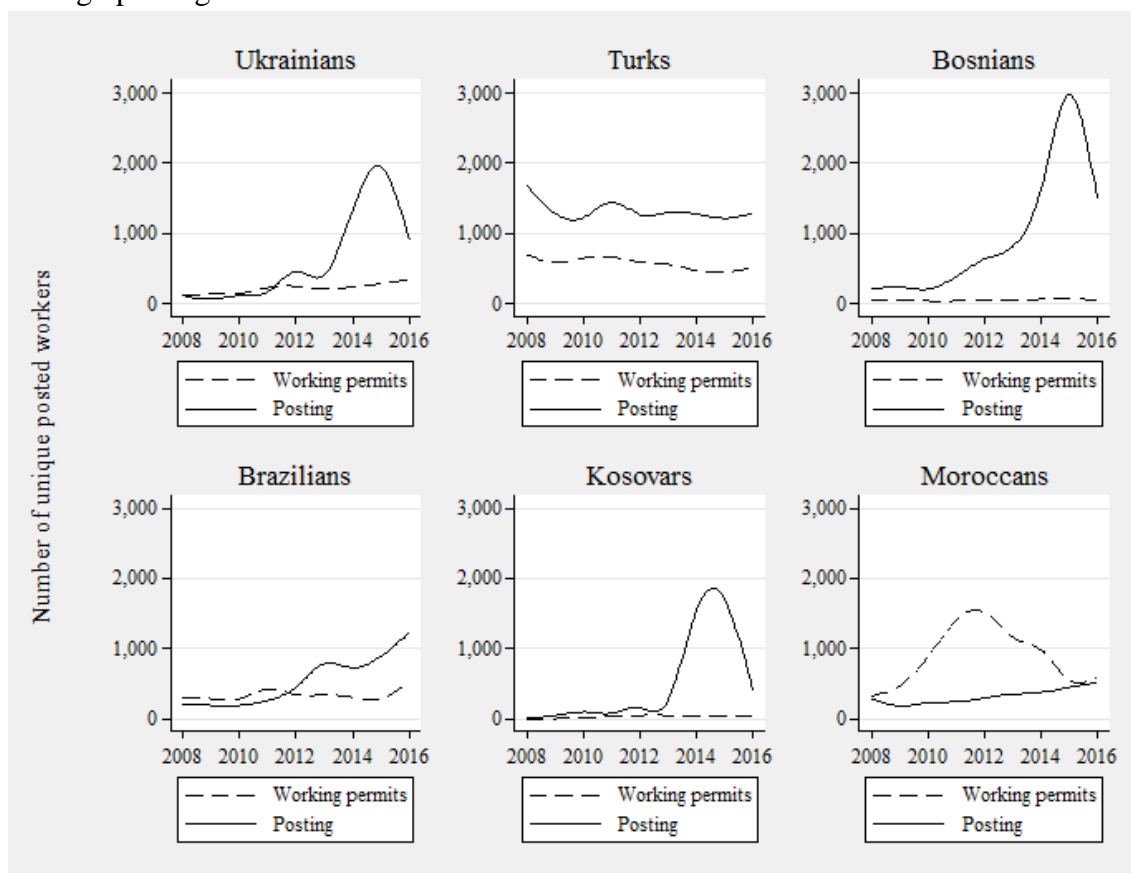 Ukrainians Turks Bosnians
3,000 3,000 3,000
2,000 2,000 2,000
1,000 1,000 1,000
0 0 0
2008 2010 2012 2014 2016 2008 2010 2012 2014 2016 2008 2010 2012 2014 2016
Working permits Working permits Working permits
Posting Posting Posting
Number of unique posted workers
Brazilians Kosovars Moroccans
3,000 3,000 3,000
2,000 2,000 2,000
1,000 1,000 1,000
0 0 0
2008 2010 2012 2014 2016 2008 2010 2012 2014 2016 2008 2010 2012 2014 2016
Working permits Working permits Working permits
Posting Posting Posting